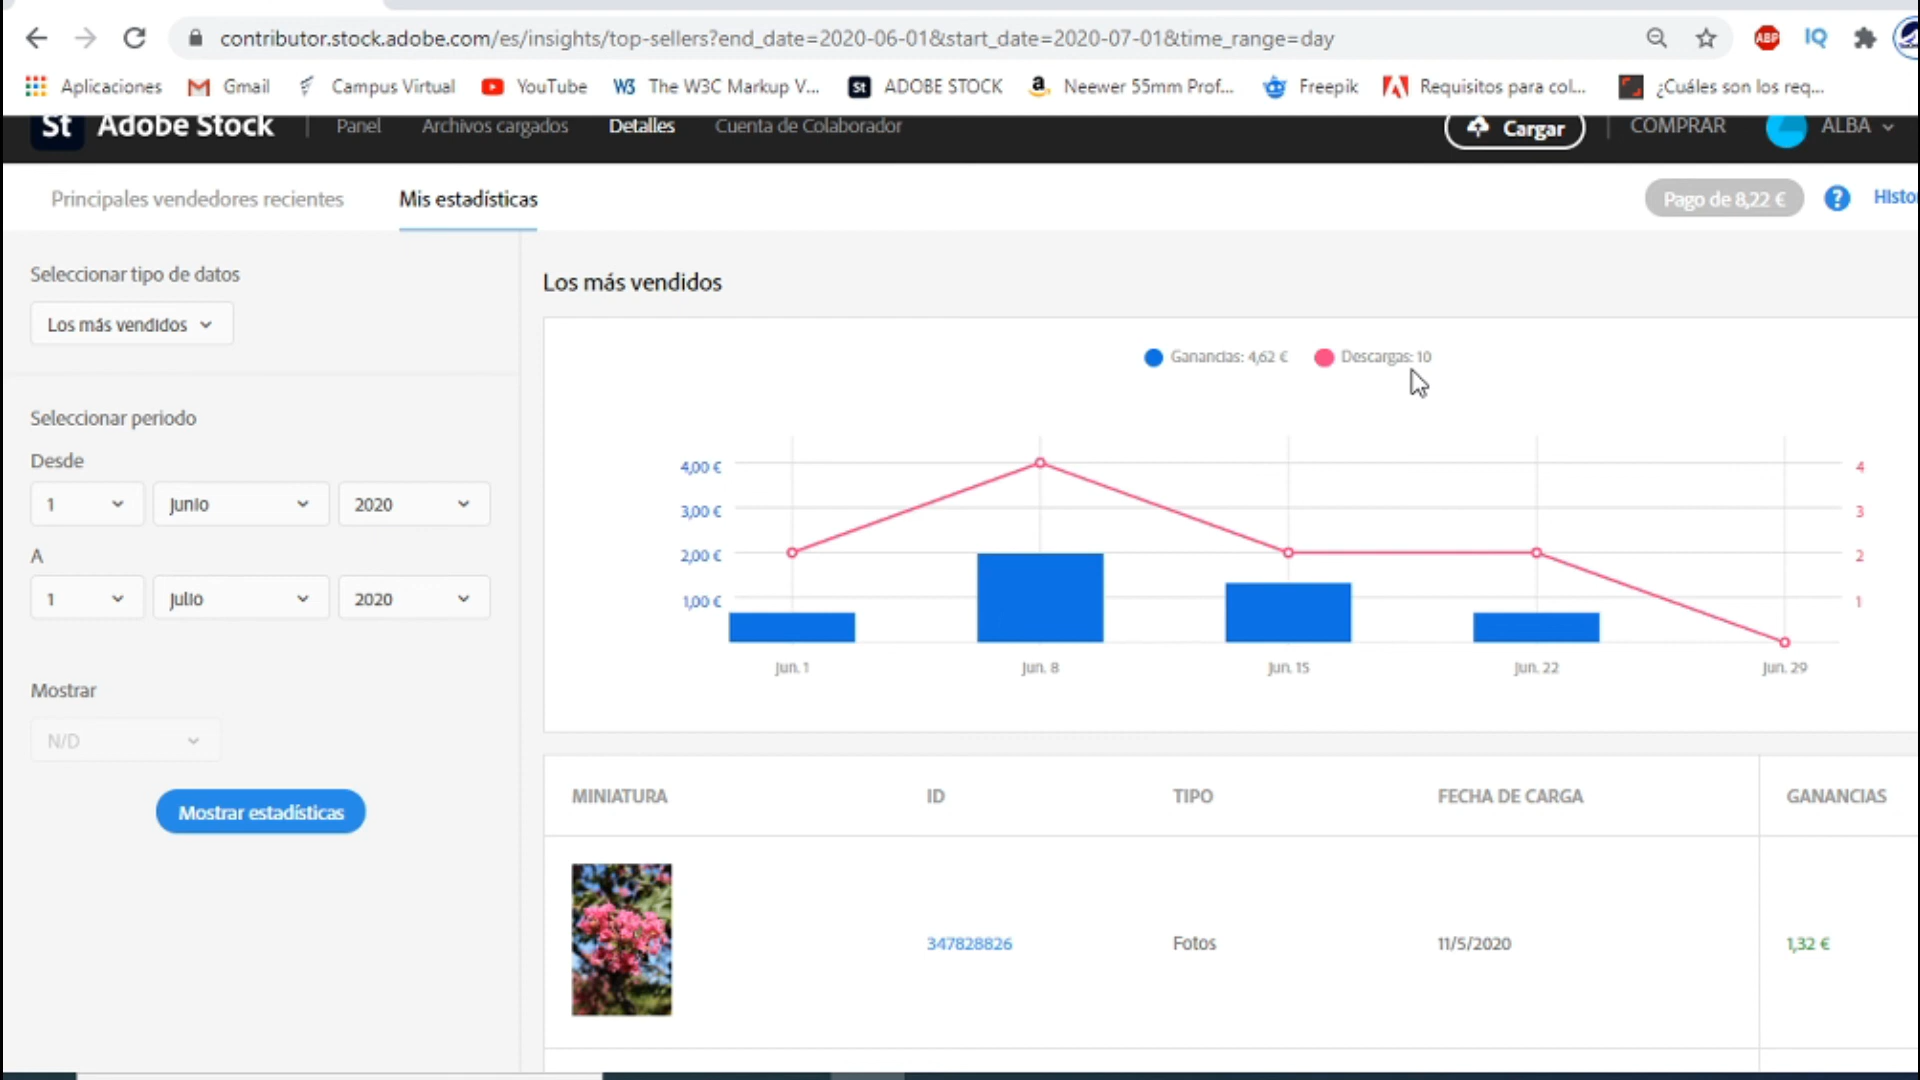 contributor.stock.adobe.com/es/insights/top-sellers?end_date=2020-06-01&start_date=2020-07-01&time_range=day
ABP
IQ
Aplicaciones
Gmail
Campus Virtual
YouTube
The W3C Markup V...
St ADOBE STOCK
Neewer 55mm Prof...
Freepik
Requisitos para col...
¿Cuáles son los req...
St Adobe Stock
Panel
Archivos cargados
Detalles
Cuenta de Colaborador
Cargar
COMPRAR
ALBA
Principales vendedores recientes
Mis estadísticas
Pago de 8,22 €
?
Histo
Seleccionar tipo de datos
Los más vendidos
Seleccionar periodo
Desde
1 Junio 2020
A
1 Julio 2020
Mostrar
N/D
Mostrar estadísticas
Los más vendidos
Ganancias: 4,62 €
Descargas: 10
4,00 €
3,00 €
2,00 €
1,00 €
4
3
2
1
Jun. 1
Jun. 8
Jun. 15
Jun. 22
Jun. 29
MINIATURA
ID
TIPO
FECHA DE CARGA
GANANCIAS
347828826
Fotos
11/5/2020
1,32 €